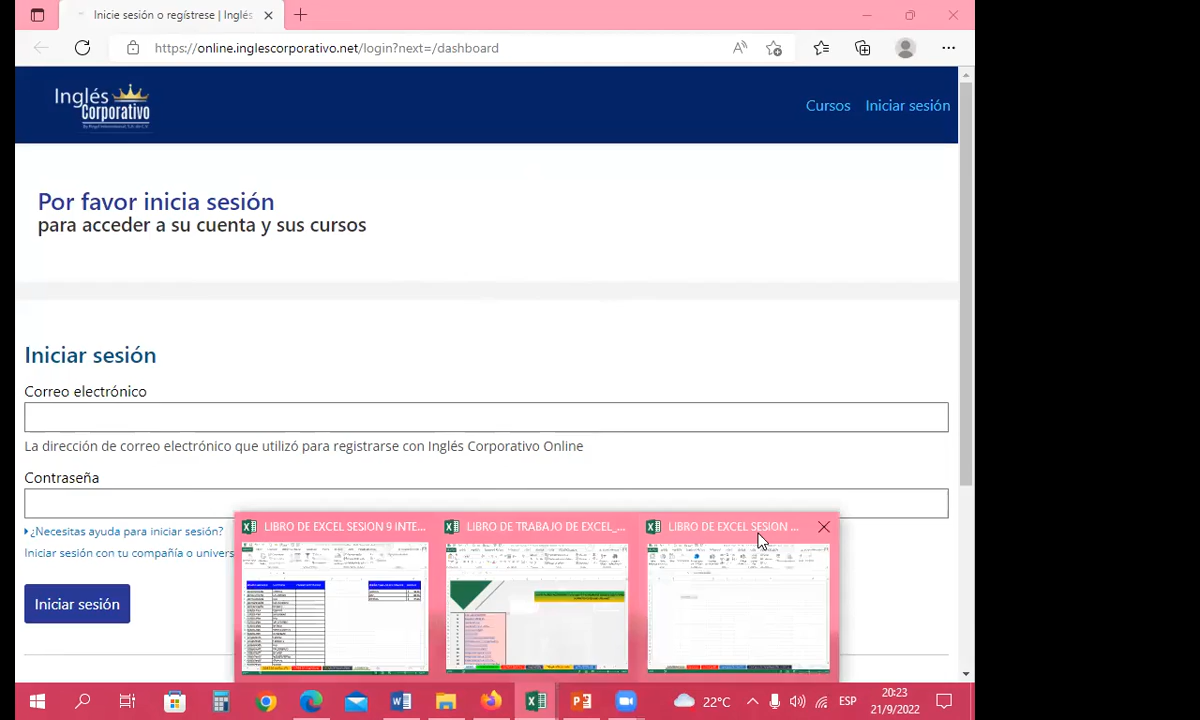 Inicie sesión o regístrese | Inglés
https://online.inglescorporativo.net/login?next=/dashboard
Inglés
Corporativo
Cursos Iniciar sesión
Por favor inicia sesión
para acceder a su cuenta y sus cursos
Iniciar sesión
Correo electrónico
La dirección de correo electrónico que utilizó para registrarse con Inglés Corporativo Online
Contraseña
LIBRO DE EXCEL SESION 9 INTE...
LIBRO DE TRABAJO DE EXCEL_...
LIBRO DE EXCEL SESION ...
¿Necesitas ayuda para iniciar sesión?
Iniciar sesión con tu compañía o univers
Iniciar sesión
22°C
ESP
20:23
21/9/2022